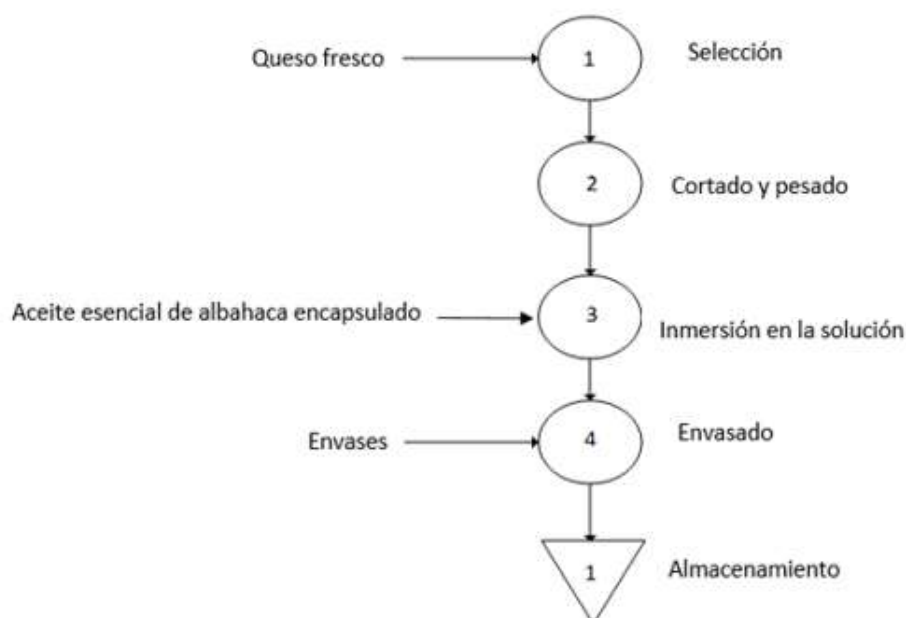 Queso fresco
1
Selección
2
Cortado y pesado
Aceite esencial de albahaca encapsulado
3
Inmersión en la solución
Envases
4
Envasado
1
Almacenamiento